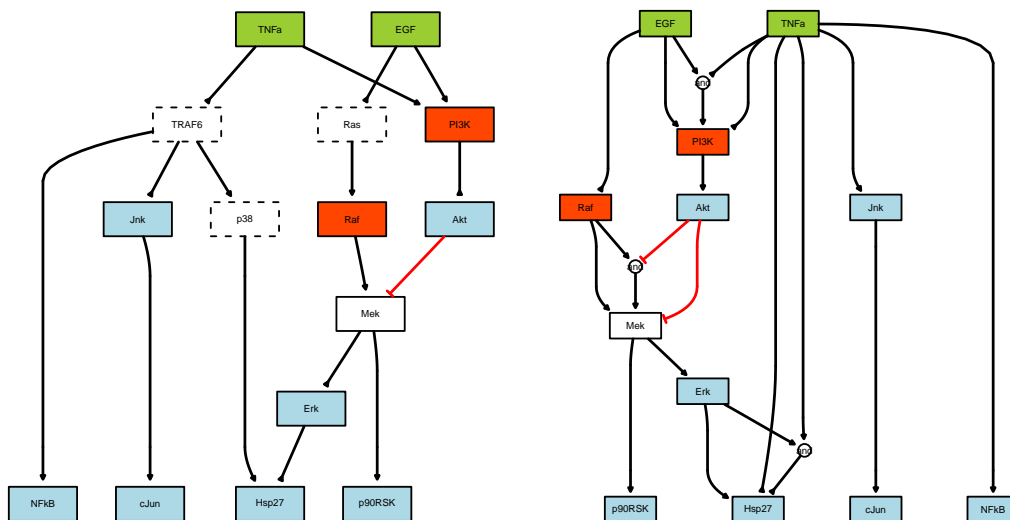 TNFa
EGF
TRAF6
Ras
PI3K
Jnk
p38
Raf
Akt
Mek
Erk
NFkB
cJun
Hsp27
p90RSK
EGF
TNFa
and
PI3K
Raf
Akt
Jnk
and
Mek
Erk
and
p90RSK
Hsp27
cJun
NFkB